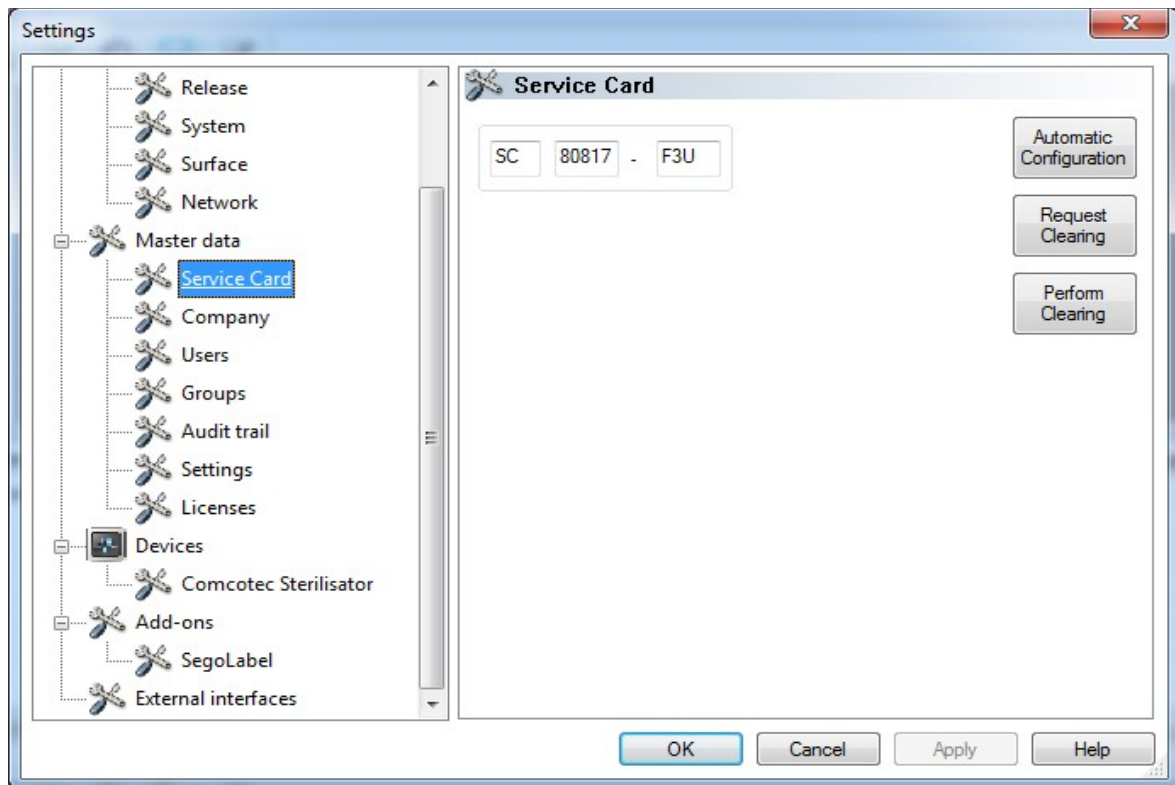 Settings
Release
System
Surface
Network
Master data
Service Card
Company
Users
Groups
Audit trail
Settings
Licenses
Devices
Comcotec Sterilisator
Add-ons
SegoLabel
External interfaces
Service Card
SC 80817 - F3U
Automatic
Configuration
Request
Clearing
Perform
Clearing
OK Cancel Apply Help